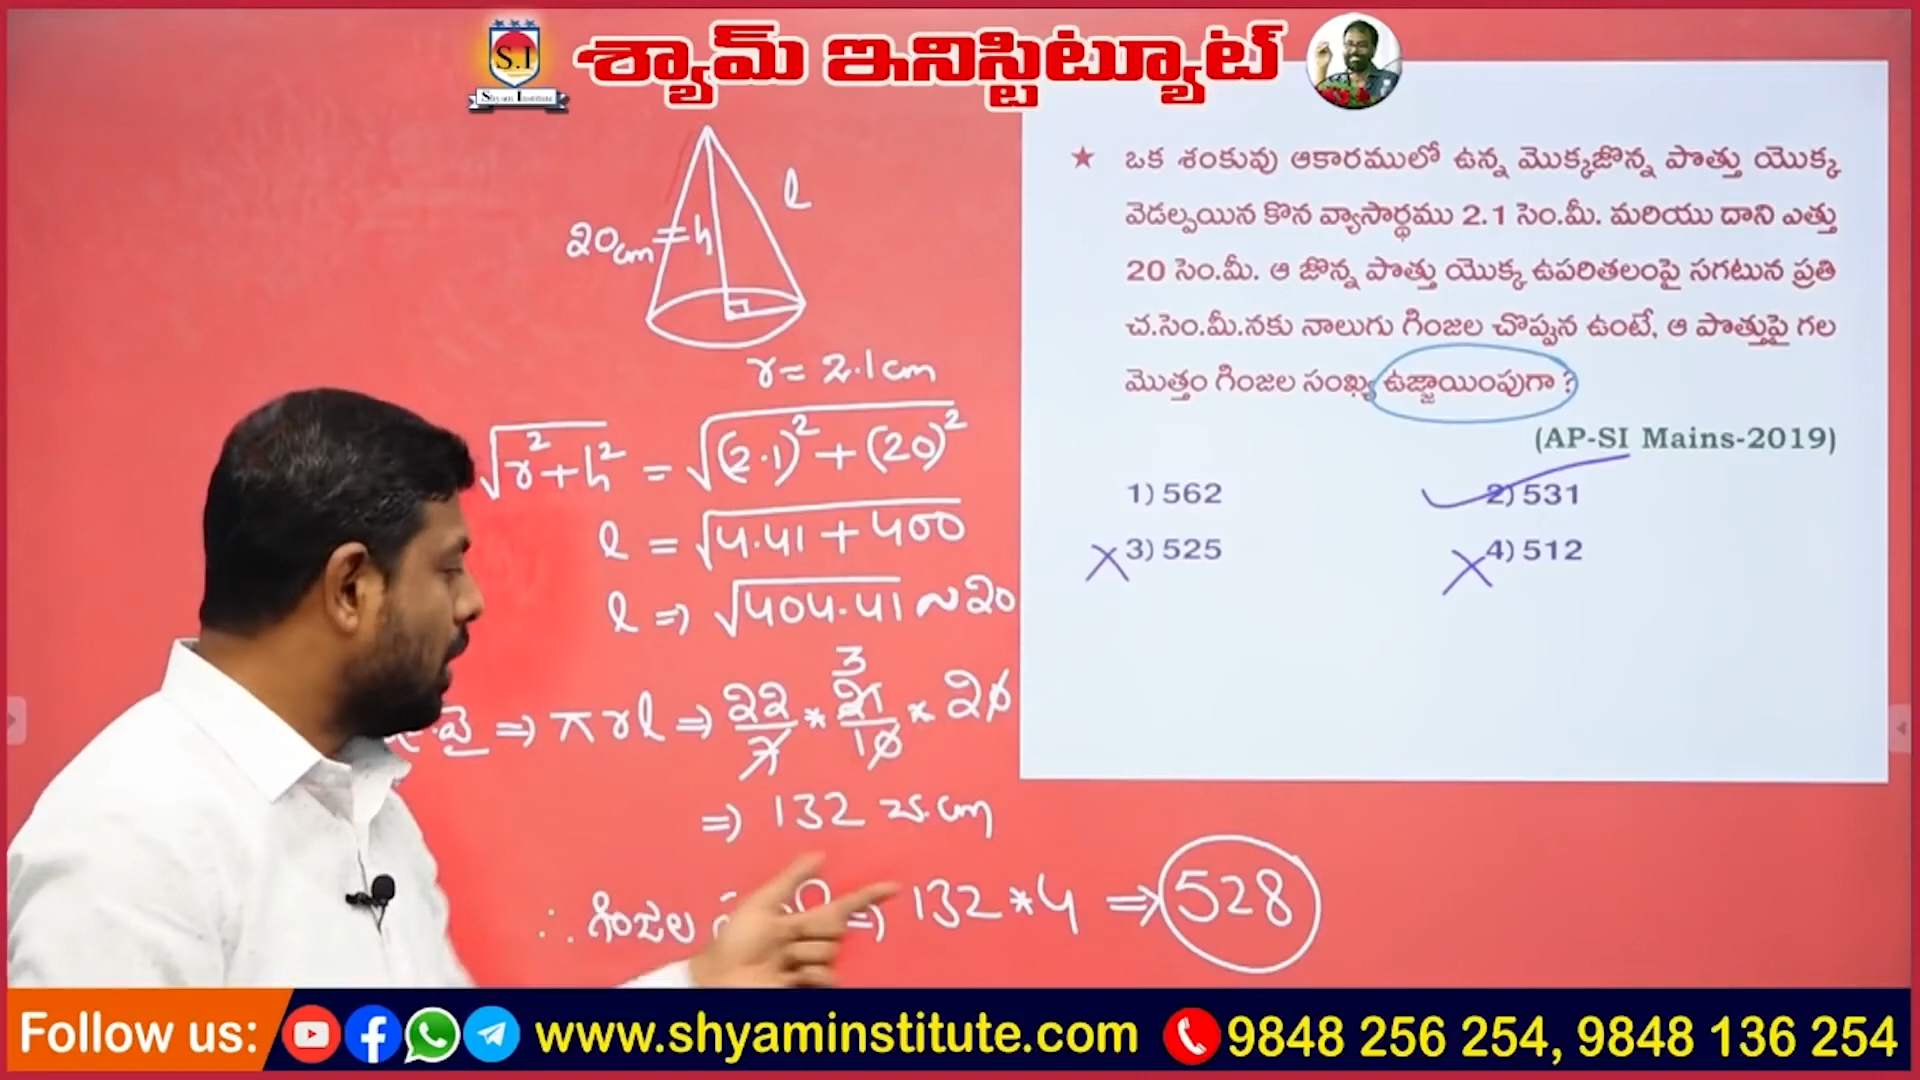 S.I
Shyam Institute
శ్యామ్ ఇనిస్టిట్యూట్
★ ఒక శంకువు ఆకారములో ఉన్న మొక్కజొన్న పొత్తు యొక్క
వెడల్పయిన కొన వ్యాసార్థము 2.1 సెం.మీ. మరియు దాని ఎత్తు
20 సెం.మీ. ఆ జొన్న పొత్తు యొక్క ఉపరితలంపై సగటున ప్రతి
చ.సెం.మీ.నకు నాలుగు గింజల చొప్పున ఉంటే, ఆ పొత్తుపై గల
మొత్తం గింజల సంఖ్య ఉజ్జాయింపుగా ?
(AP-SI Mains-2019)
1) 562 2) 531
3) 525 4) 512
l
20cm = h
r = 2.1cm
√r²+h² = √(2.1)²+(20)²
l = √4.41+400
l ⇒ √404.41 ~ 20
3
వై ⇒ πrl ⇒ 22/7 * 21/10 * 20
⇒ 132 చ.cm
∴ గింజల ⇒ 132*4 ⇒ 528
Follow us: www.shyaminstitute.com 9848 256 254, 9848 136 254